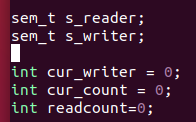 sem_t s_reader;
sem_t s_writer;
int cur_writer = 0;
int cur_count = 0;
int readcount=0;